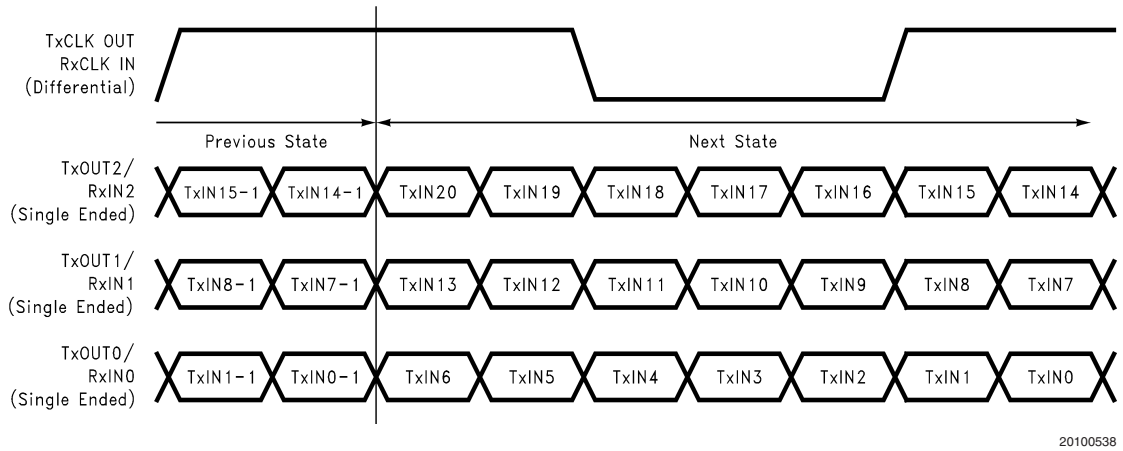 TxCLK OUT
RxCLK IN
(Differential)
Previous State
Next State
TxOUT2/
RxIN2
(Single Ended)
TxIN15-1 TxIN14-1 TxIN20 TxIN19 TxIN18 TxIN17 TxIN16 TxIN15 TxIN14
TxOUT1/
RxIN1
(Single Ended)
TxIN8-1 TxIN7-1 TxIN13 TxIN12 TxIN11 TxIN10 TxIN9 TxIN8 TxIN7
TxOUT0/
RxIN0
(Single Ended)
TxIN1-1 TxIN0-1 TxIN6 TxIN5 TxIN4 TxIN3 TxIN2 TxIN1 TxIN0
20100538